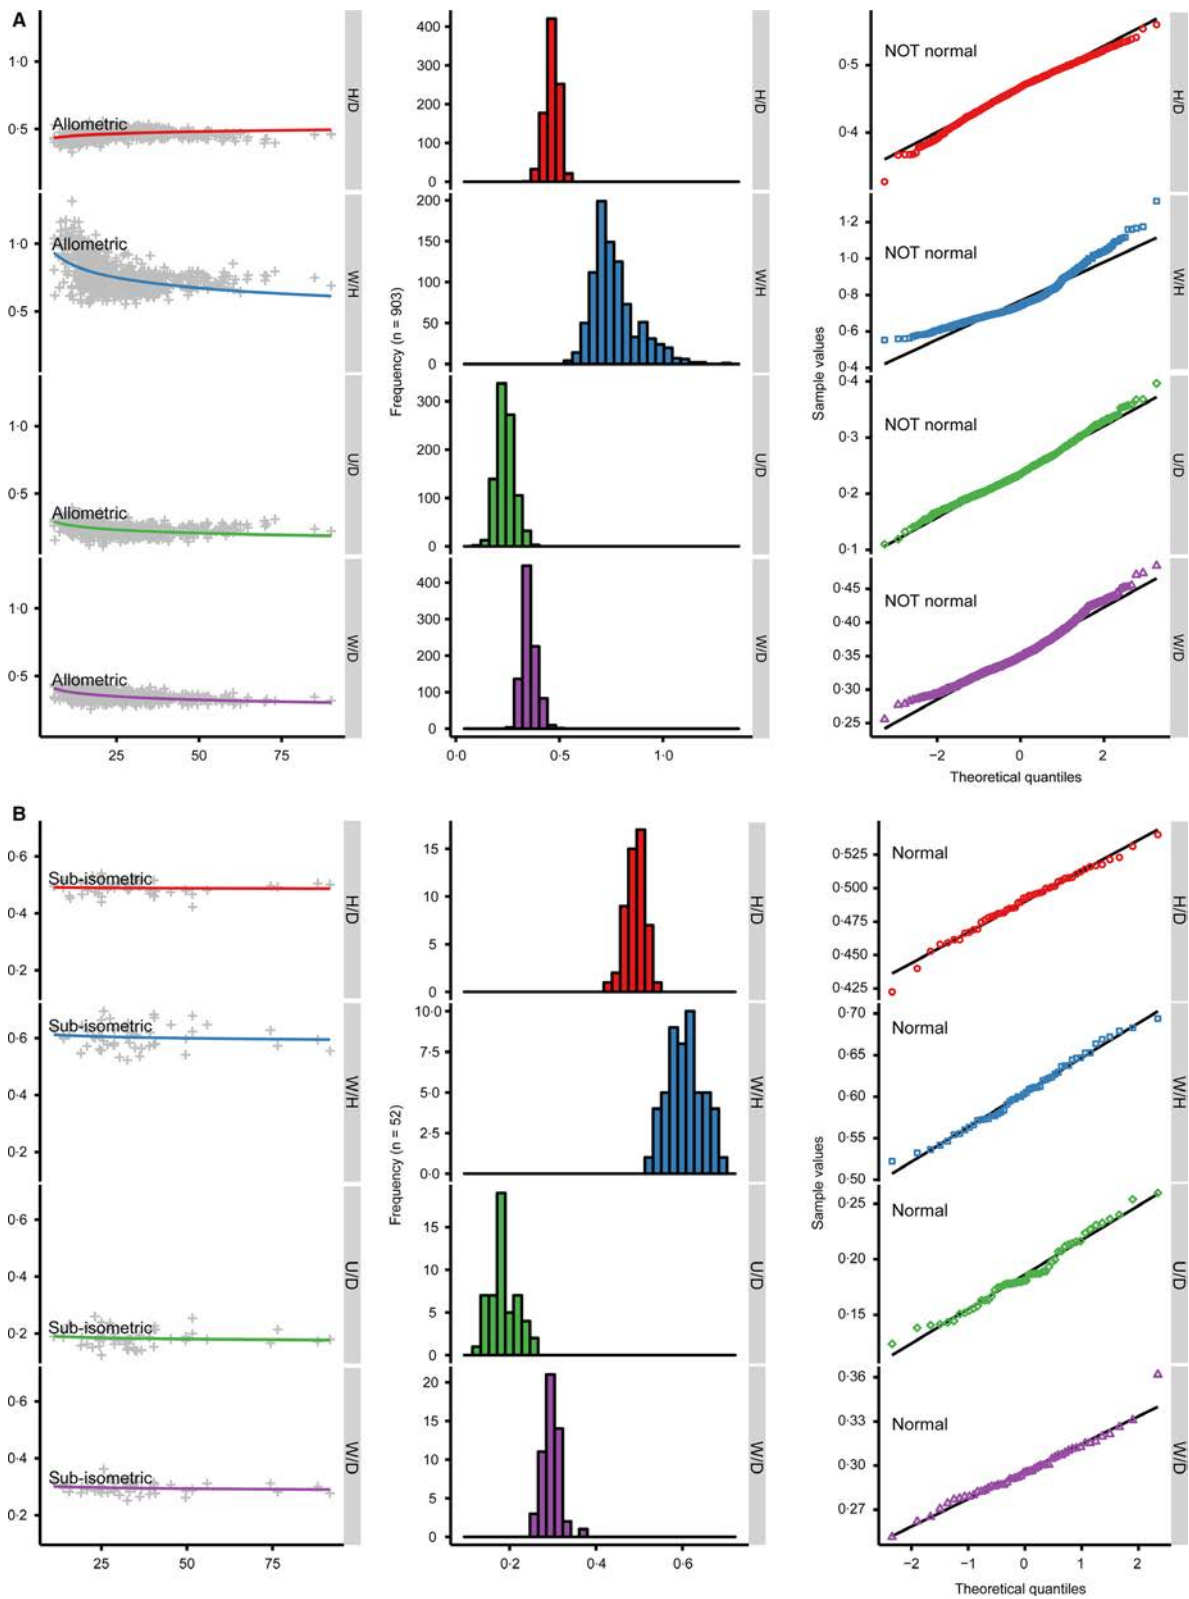 A
1·0
0·5
Allometric
H/D
400
300
200
100
0
H/D
0·5
0·4
NOT normal
H/D
1·0
0·5
Allometric
W/H
200
150
100
50
0
W/H
1·2
1·0
0·8
0·6
0·4
NOT normal
W/H
Frequency (n = 903)
Sample values
1·0
0·5
Allometric
U/D
300
200
100
0
U/D
0·4
0·3
0·2
0·1
NOT normal
U/D
1·0
0·5
Allometric
W/D
400
300
200
100
0
W/D
0·45
0·40
0·35
0·30
0·25
NOT normal
W/D
25 50 75
0·0 0·5 1·0
−2 0 2
Theoretical quantiles
B
0·6
0·4
0·2
Sub-isometric
H/D
15
10
5
0
H/D
0·525
0·500
0·475
0·450
0·425
Normal
H/D
0·6
0·4
0·2
Sub-isometric
W/H
10·0
7·5
5·0
2·5
0·0
W/H
0·70
0·65
0·60
0·55
0·50
Normal
W/H
Frequency (n = 52)
Sample values
0·6
0·4
0·2
Sub-isometric
U/D
15
10
5
0
U/D
0·25
0·20
0·15
Normal
U/D
0·6
0·4
0·2
Sub-isometric
W/D
20
15
10
5
0
W/D
0·36
0·33
0·30
0·27
Normal
W/D
25 50 75
0·2 0·4 0·6
−2 −1 0 1 2
Theoretical quantiles